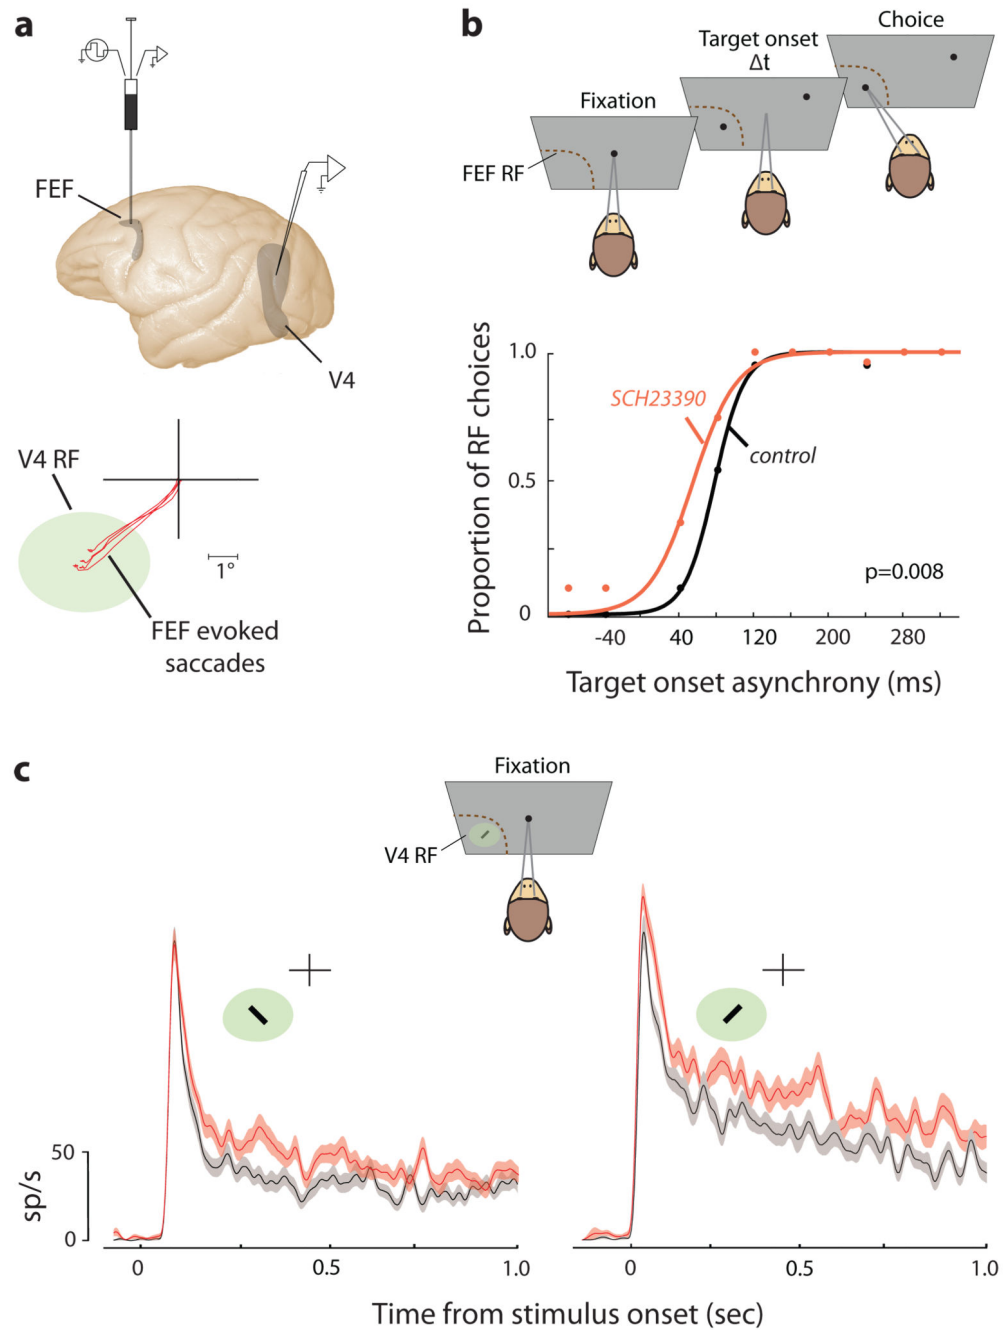 a
FEF
V4
V4 RF
1°
FEF evoked
saccades
b
Fixation
Target onset
Δt
Choice
FEF RF
Proportion of RF choices
1.0
0.5
0
SCH23390
control
p=0.008
-40
40
120
200
280
Target onset asynchrony (ms)
c
Fixation
V4 RF
sp/s
50
0
0
0.5
1.0
0
0.5
1.0
Time from stimulus onset (sec)